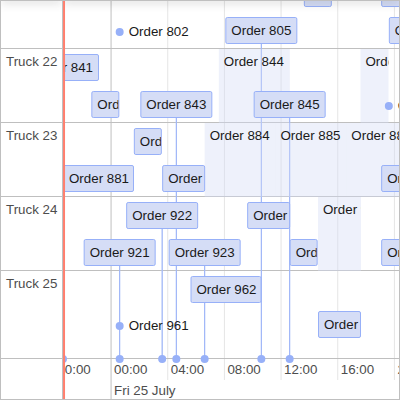 Order 802
Order 805
Truck 22
841
Order 844
Ord
Ord
Order 843
Order 845
Truck 23
Ord
Order 884
Order 885
Order 88
Order 881
Order
Truck 24
Order 922
Order
Order
Order 921
Order 923
Ord
Truck 25
Order 962
Order 961
Order
0:00
00:00
04:00
08:00
12:00
16:00
Fri 25 July